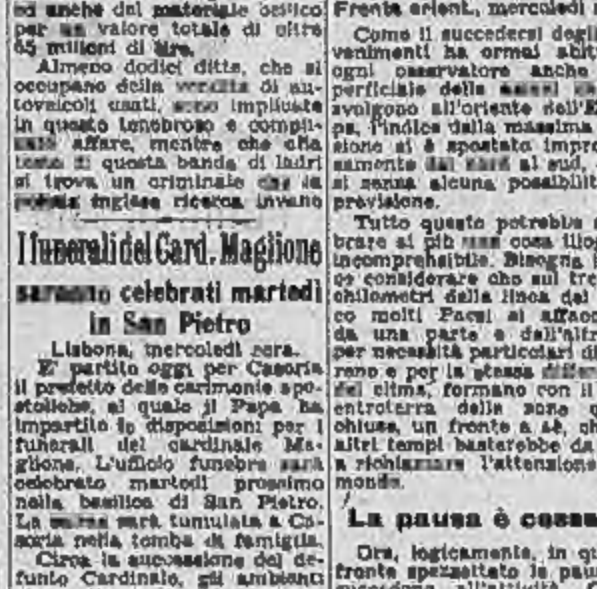 ed anche del materiale bellico
per un valore totale di oltre
65 milioni di lire.
Almeno dodici ditte, che si
occupano della vendita di au-
toveicoli usati, sono implicate
in questo tenebroso e compli-
affare, mentre che alla
di questa banda di ladri
si trova un criminale che la
inglese ricerca invano
I funerali del Card. Maglione
saranno celebrati martedì
in San Pietro
Lisbona, mercoledì sera.
E' partito oggi per Casoria
il prefetto delle cerimonie apo-
stoliche, al quale il Papa ha
impartito le disposizioni per i
funerali del cardinale Ma-
glione. L'ufficio funebre sarà
celebrato martedì prossimo
nella basilica di San Pietro.
La sarà tumulata a Ca-
soria nella tomba di famiglia.
Circa la successione del de-
funto Cardinale, gli ambienti
Fronte orient., mercoledì
Come il succedersi degli
venimenti ha ormai abit
ogni osservatore anche
perficiale della
svolgono all'oriente dell'E
pa, l'indice della massima
sione si è spostato impro
samente dal nord al sud,
si senza alcuna possibilit
previsione.
Tutto questo potrebbe
brare ai più una cosa illog
incomprensibile. Bisogna
considerare che sui tre
chilometri della linea del
co molti Paesi si affacc
da una parte e dall'altr
per necessità particolari di
reno e per la stessa differ
del clima, formano con il
entroterra delle zone
chiuse, un fronte a sè, ch
altri tempi basterebbe da
a richiamare l'attenzione
mondo.
La pausa è
Ora, logicamente, in qu
fronte spezzettato la pau